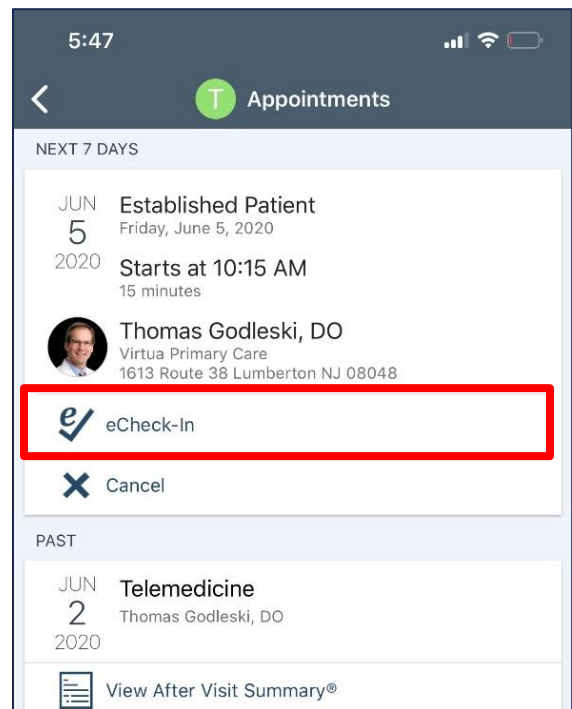 5:47
T Appointments
NEXT 7 DAYS
JUN
5
2020
Established Patient
Friday, June 5, 2020
Starts at 10:15 AM
15 minutes
Thomas Godleski, DO
Virtua Primary Care
1613 Route 38 Lumberton NJ 08048
e eCheck-In
Cancel
PAST
JUN
2
2020
Telemedicine
Thomas Godleski, DO
View After Visit Summary®